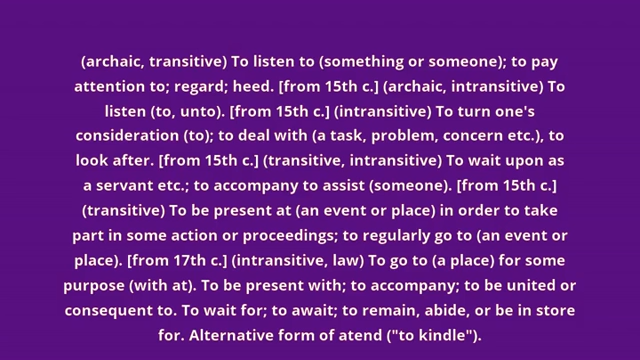 (archaic, transitive) To listen to (something or someone); to pay
attention to; regard; heed. [from 15th c.] (archaic, intransitive) To
listen (to, unto). [from 15th c.] (intransitive) To turn one's
consideration (to); to deal with (a task, problem, concern etc.), to
look after. [from 15th c.] (transitive, intransitive) To wait upon as
a servant etc.; to accompany to assist (someone). [from 15th c.]
(transitive) To be present at (an event or place) in order to take
part in some action or proceedings; to regularly go to (an event or
place). [from 17th c.] (intransitive, law) To go to (a place) for some
purpose (with at). To be present with; to accompany; to be united or
consequent to. To wait for; to await; to remain, abide, or be in store
for. Alternative form of atend ("to kindle").